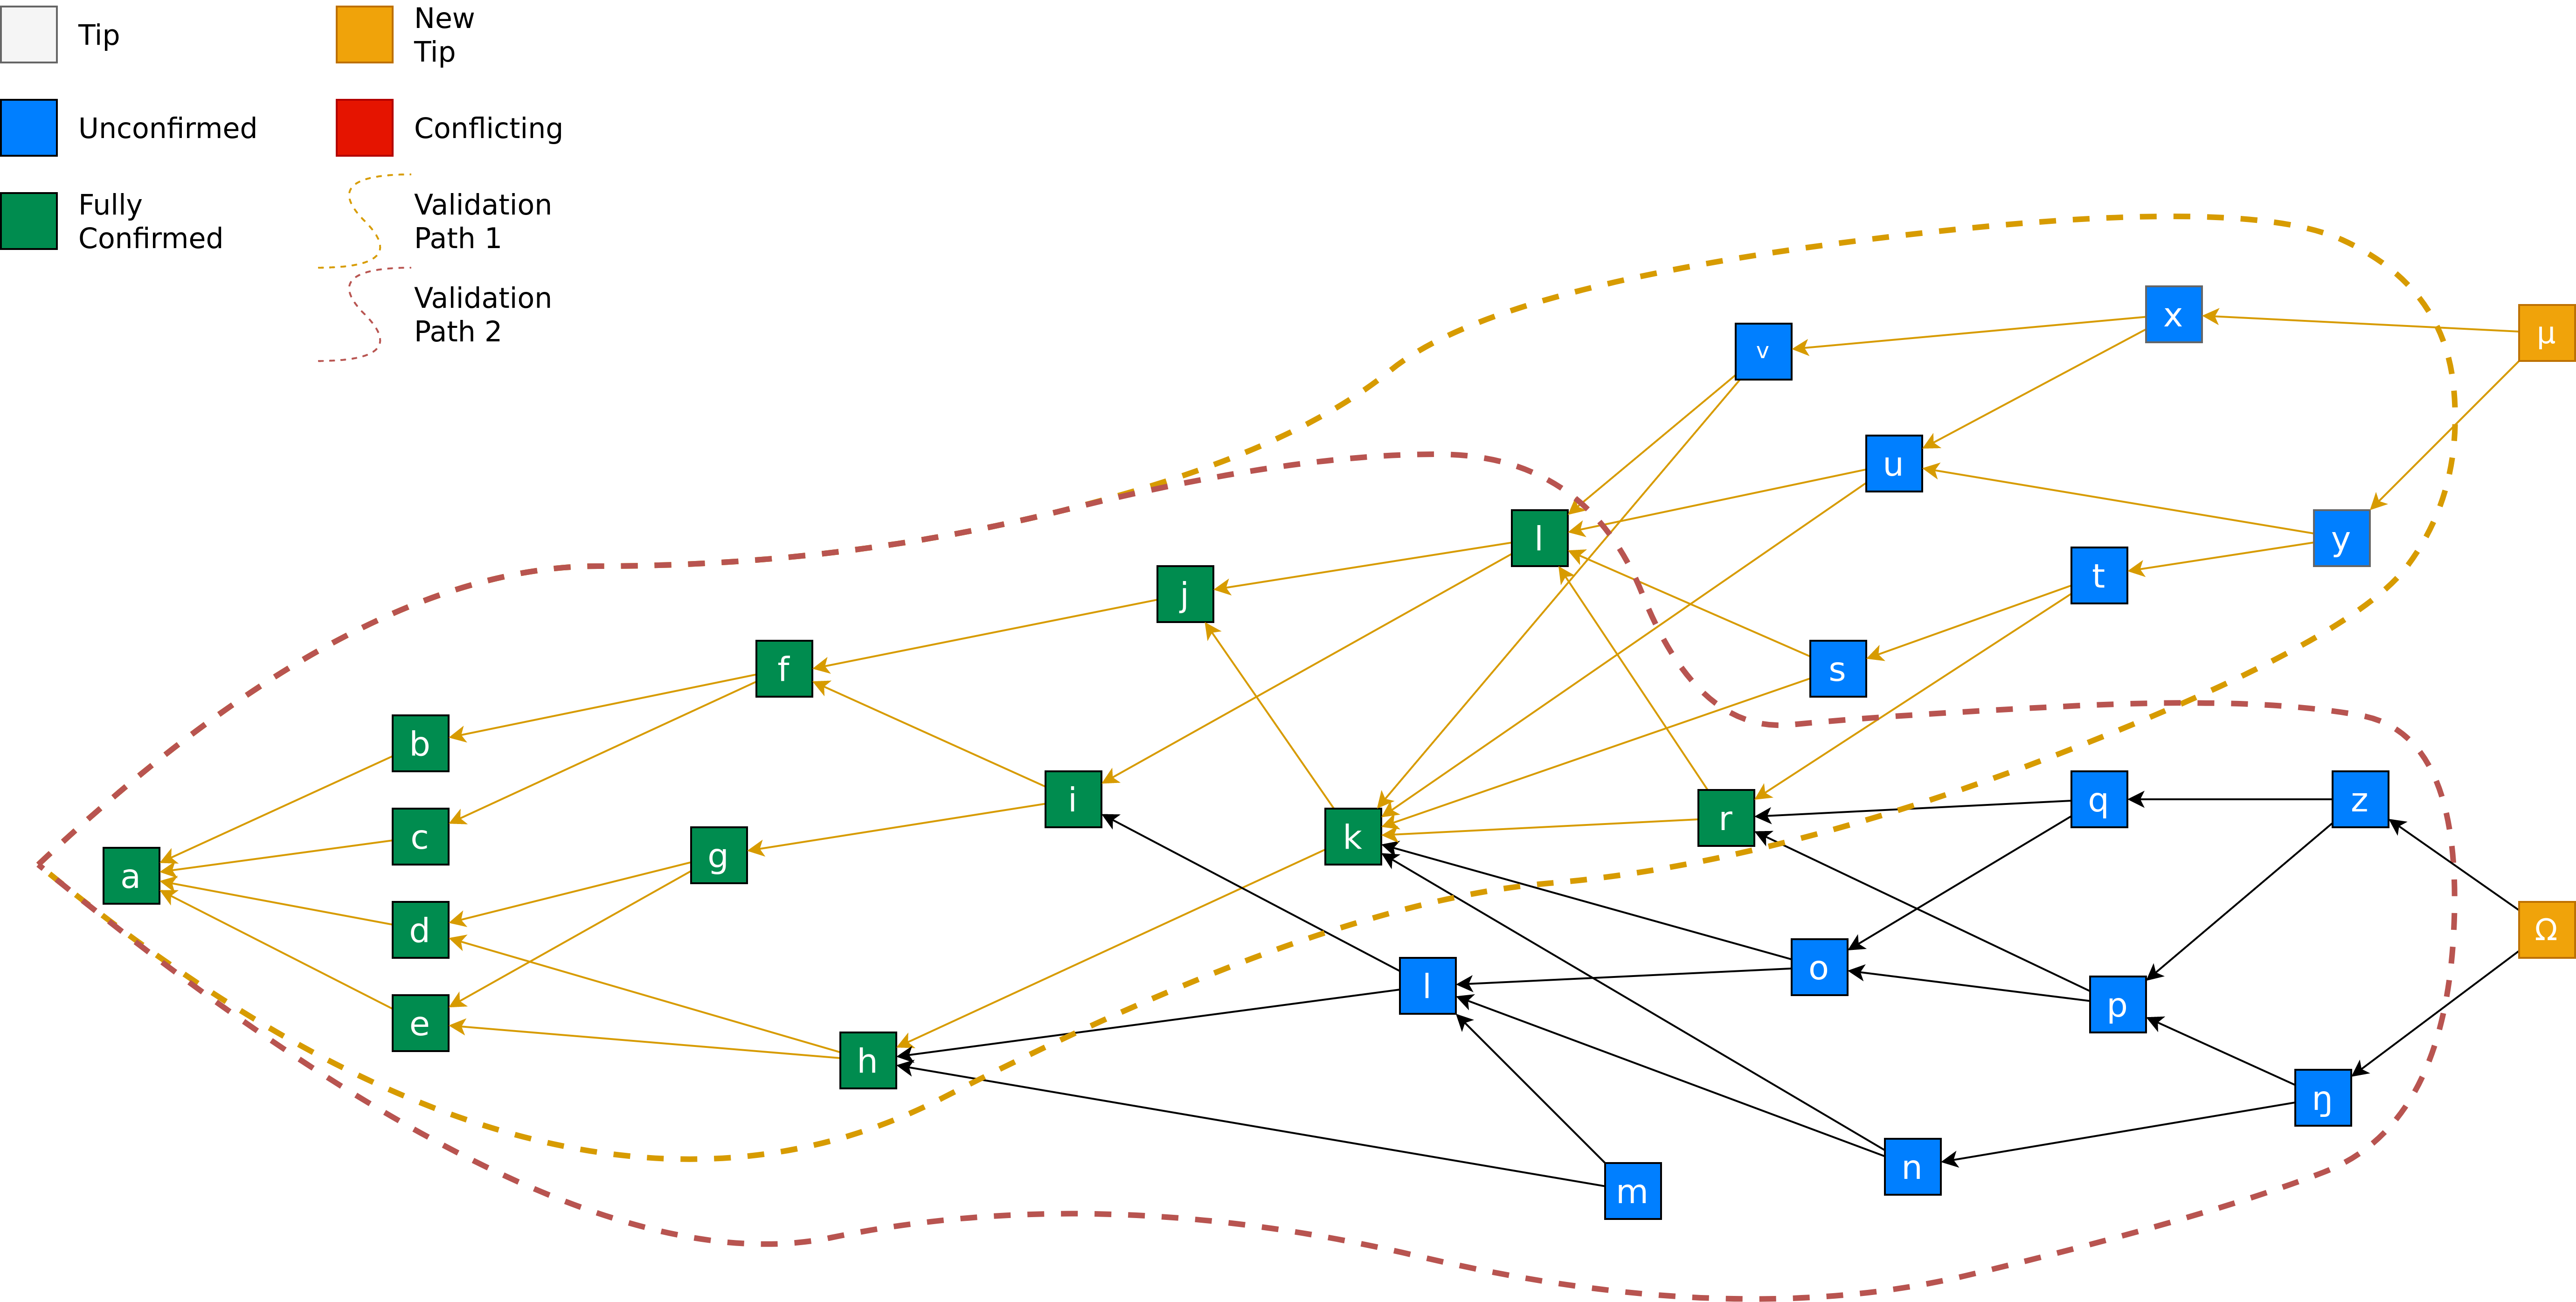 Tip
New
Tip
Unconfirmed
Conflicting
Fully
Confirmed
Validation
Path 1
Validation
Path 2
x
μ
v
u
l
y
t
j
f
s
b
i
q
z
r
c
k
g
a
d
Ω
o
l
p
e
h
ŋ
n
m